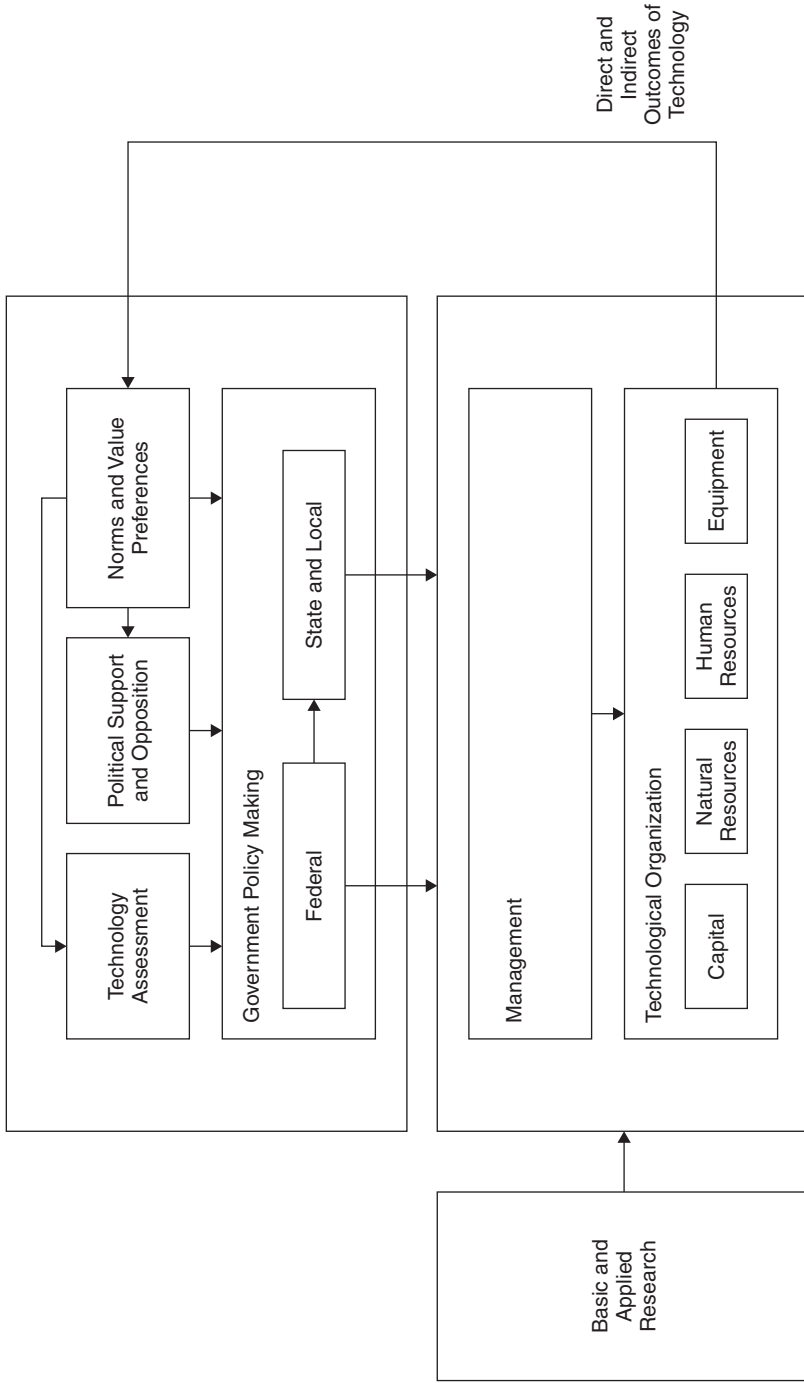 Technology
Assessment
Political Support
and Opposition
Norms and Value
Preferences
Government Policy Making
Federal
State and Local
Direct and
Indirect
Outcomes of
Technology
Basic and
Applied
Research
Management
Technological Organization
Capital
Natural
Resources
Human
Resources
Equipment